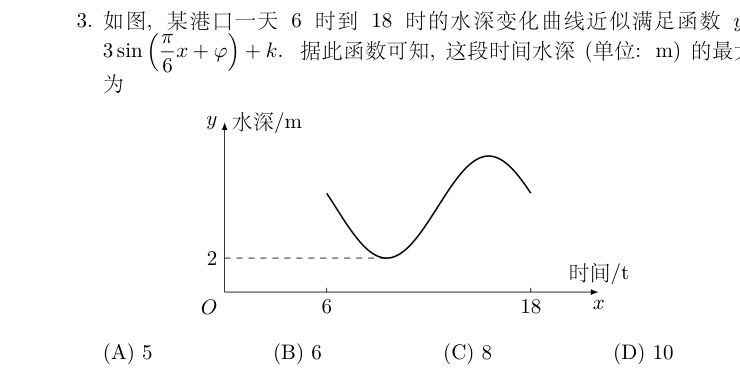 3. 如图, 某港口一天 6 时到 18 时的水深变化曲线近似满足函数 y
3 sin (π/6 x + φ) + k. 据此函数可知, 这段时间水深 (单位: m) 的最
为
y 水深/m
2
时间/t
O 6 18 x
(A) 5 (B) 6 (C) 8 (D) 10